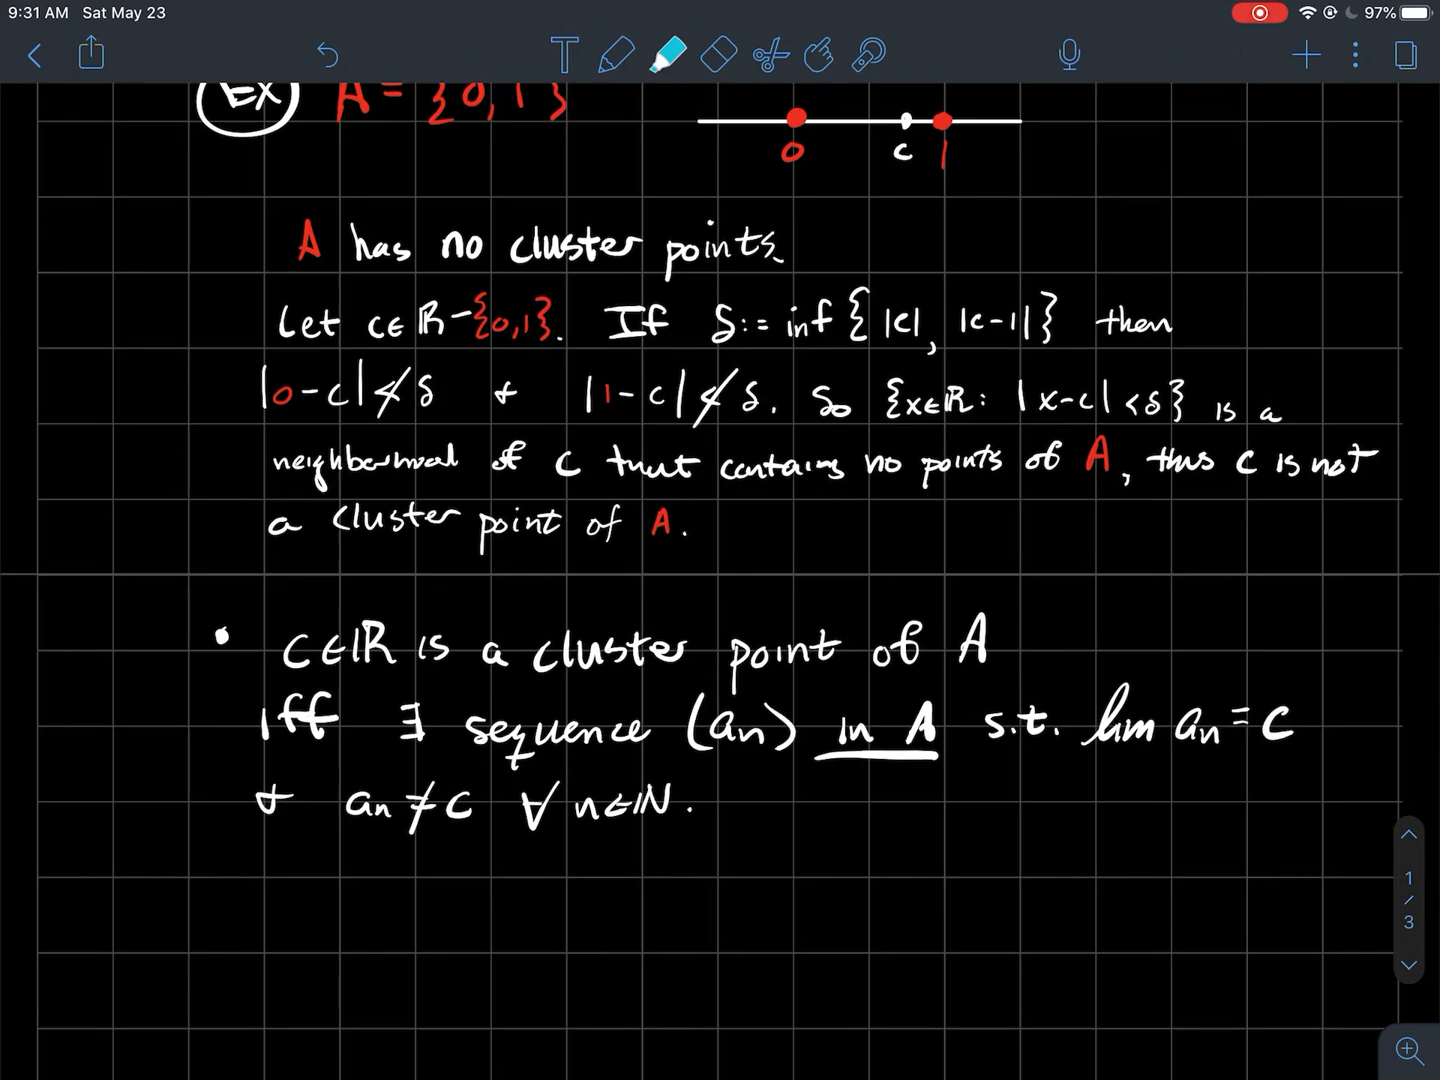 9:31 AM Sat May 23
97%
T
Ex A = {0, 1}
0 c 1
A has no cluster points.
Let c∈ℝ-{0,1}. If δ:= inf{|c|, |c-1|} then
|0-c|≮δ & |1-c|≮δ. So {x∈ℝ: |x-c|<δ} is a
neighborhood of c that contains no points of A, thus c is not
a cluster point of A.
• c∈ℝ is a cluster point of A
iff ∃ sequence (an) in A s.t. lim an = c
& an ≠ c ∀ n∈ℕ.
1
/
3